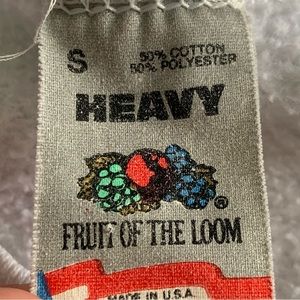 S
50% COTTON
50% POLYESTER
HEAVY
®
FRUIT OF THE LOOM
MADE IN U.S.A.